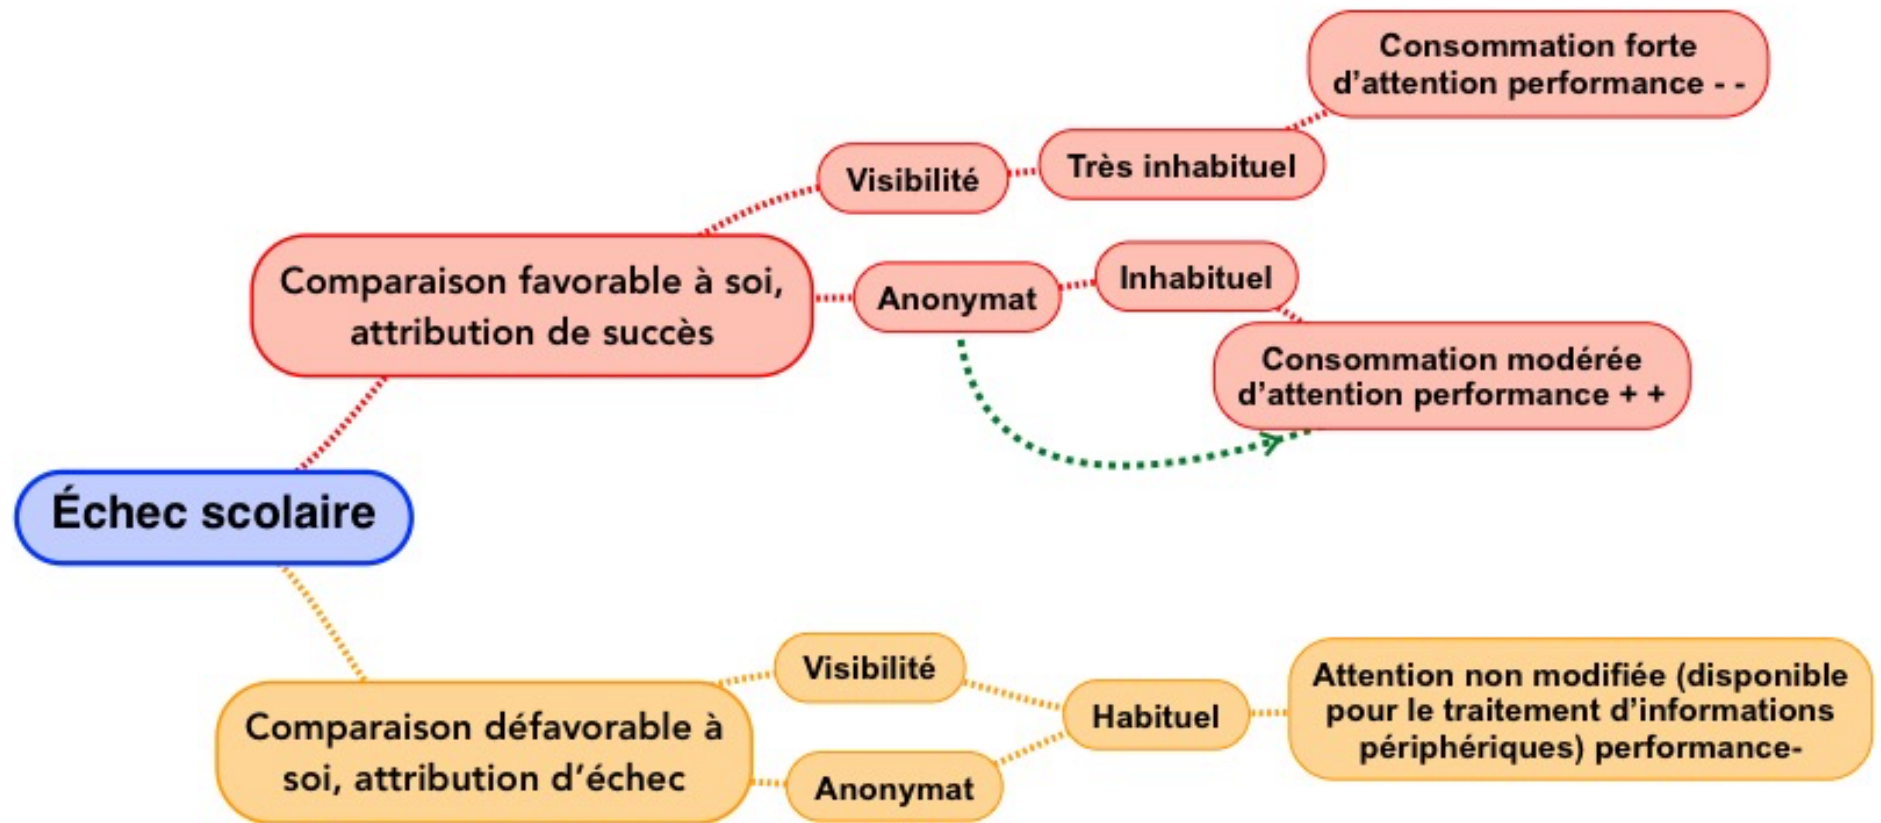 Consommation forte
d’attention performance - -
Visibilité
Très inhabituel
Comparaison favorable à soi,
attribution de succès
Anonymat
Inhabituel
Consommation modérée
d’attention performance + +
Échec scolaire
Comparaison défavorable à
soi, attribution d’échec
Visibilité
Anonymat
Habituel
Attention non modifiée (disponible
pour le traitement d’informations
périphériques) performance-